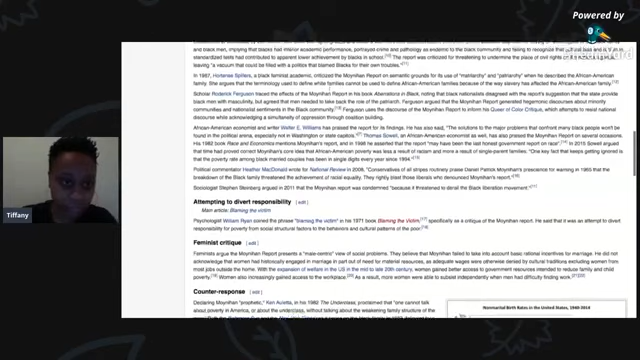 Powered by
and black men, implying that blacks had inferior academic performance, portrayed crime and pathology as endemic to the black community and failing to recognize that cultural bias and racism in
standardized tests had contributed to apparent lower achievement by blacks in school.
The report was criticized for threatening to undermine the place of civil rights
leaving "a vacuum that could be filled with a politics that blamed Blacks for their own troubles."
In 1987, Hortense Spillers, a black feminist academic, criticized the Moynihan Report on semantic grounds for its use of "matriarchy" and "patriarchy" when he described the African-American
family. She argues that the terminology used to define white families cannot be used to define African-American families because of the way slavery has affected the African-American family.
Scholar Roderick Ferguson traced the effects of the Moynihan Report in his book Aberrations in Black, noting that black nationalists disagreed with the report's suggestion that the state provide
black men with masculinity, but agreed that men needed to take back the role of the patriarch. Ferguson argued that the Moynihan Report generated hegemonic discourses about minority
communities and nationalist sentiments in the Black community. Ferguson uses the discourse of the Moynihan Report to inform his Queer of Color Critique, which attempts to resist national
discourse while acknowledging a simultaneity of oppression through coalition building.
African-American economist and writer Walter E. Williams has praised the report for its findings. He has also said, "The solutions to the major problems that confront many black people won't be
found in the political arena, especially not in Washington or state capitols." Thomas Sowell, an African-American economist as well, has also praised the Moynihan Report on several occasions.
His 1982 book Race and Economics mentions Moynihan's report, and in 1998 he asserted that the report "may have been the last honest government report on race." In 2015 Sowell argued
that time had proved correct Moynihan's core idea that African-American poverty was less a result of racism and more a result of single-parent families: "One key fact that keeps getting ignored is
that the poverty rate among black married couples has been in single digits every year since 1994."
Political commentator Heather MacDonald wrote for National Review in 2008, "Conservatives of all stripes routinely praise Daniel Patrick Moynihan's prescience for warning in 1965 that the
breakdown of the Black family threatened the achievement of racial equality. They rightly blast those liberals who denounced Moynihan's report."
Sociologist Stephen Steinberg argued in 2011 that the Moynihan report was condemned "because it threatened to derail the Black liberation movement."
Attempting to divert responsibility [edit]
Main article: Blaming the victim
Psychologist William Ryan coined the phrase "blaming the victim" in his 1971 book Blaming the Victim, specifically as a critique of the Moynihan report. He said that it was an attempt to divert
responsibility for poverty from social structural factors to the behaviors and cultural patterns of the poor.
Feminist critique [edit]
Feminists argue the Moynihan Report presents a "male-centric" view of social problems. They believe that Moynihan failed to take into account basic rational incentives for marriage. He did not
acknowledge that women had historically engaged in marriage in part out of need for material resources, as adequate wages were otherwise denied by cultural traditions excluding women from
most jobs outside the home. With the expansion of welfare in the US in the mid to late 20th century, women gained better access to government resources intended to reduce family and child
poverty. Women also increasingly gained access to the workplace. As a result, more women were able to subsist independently when men had difficulty finding work.
Counter-response [edit]
Declaring Moynihan "prophetic," Ken Auletta, in his 1982 The Underclass, proclaimed that "one cannot talk
about poverty in America, or about the underclass, without talking about the weakening family structure of the
Nonmarital Birth Rates in the United States, 1940-2014
Tiffany